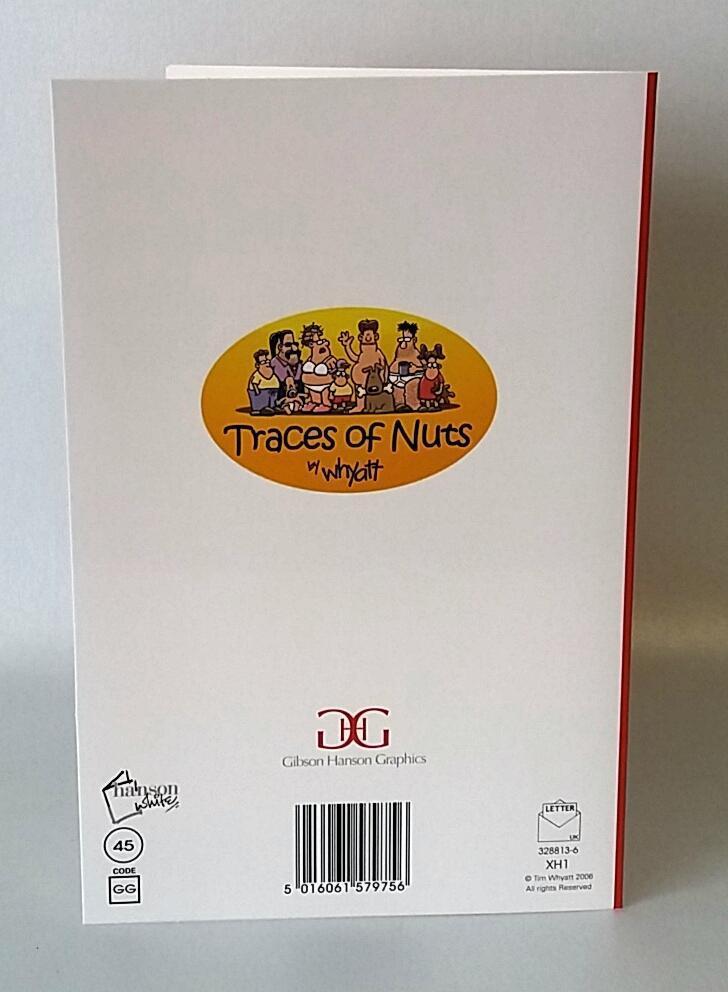 Traces of Nuts
by whyatt
GHG
Gibson Hanson Graphics
hanson
white
45
CODE
GG
5 016061 579756
LETTER
UK
328813-6
XH1
© Tim Whyatt 2006
All rights Reserved